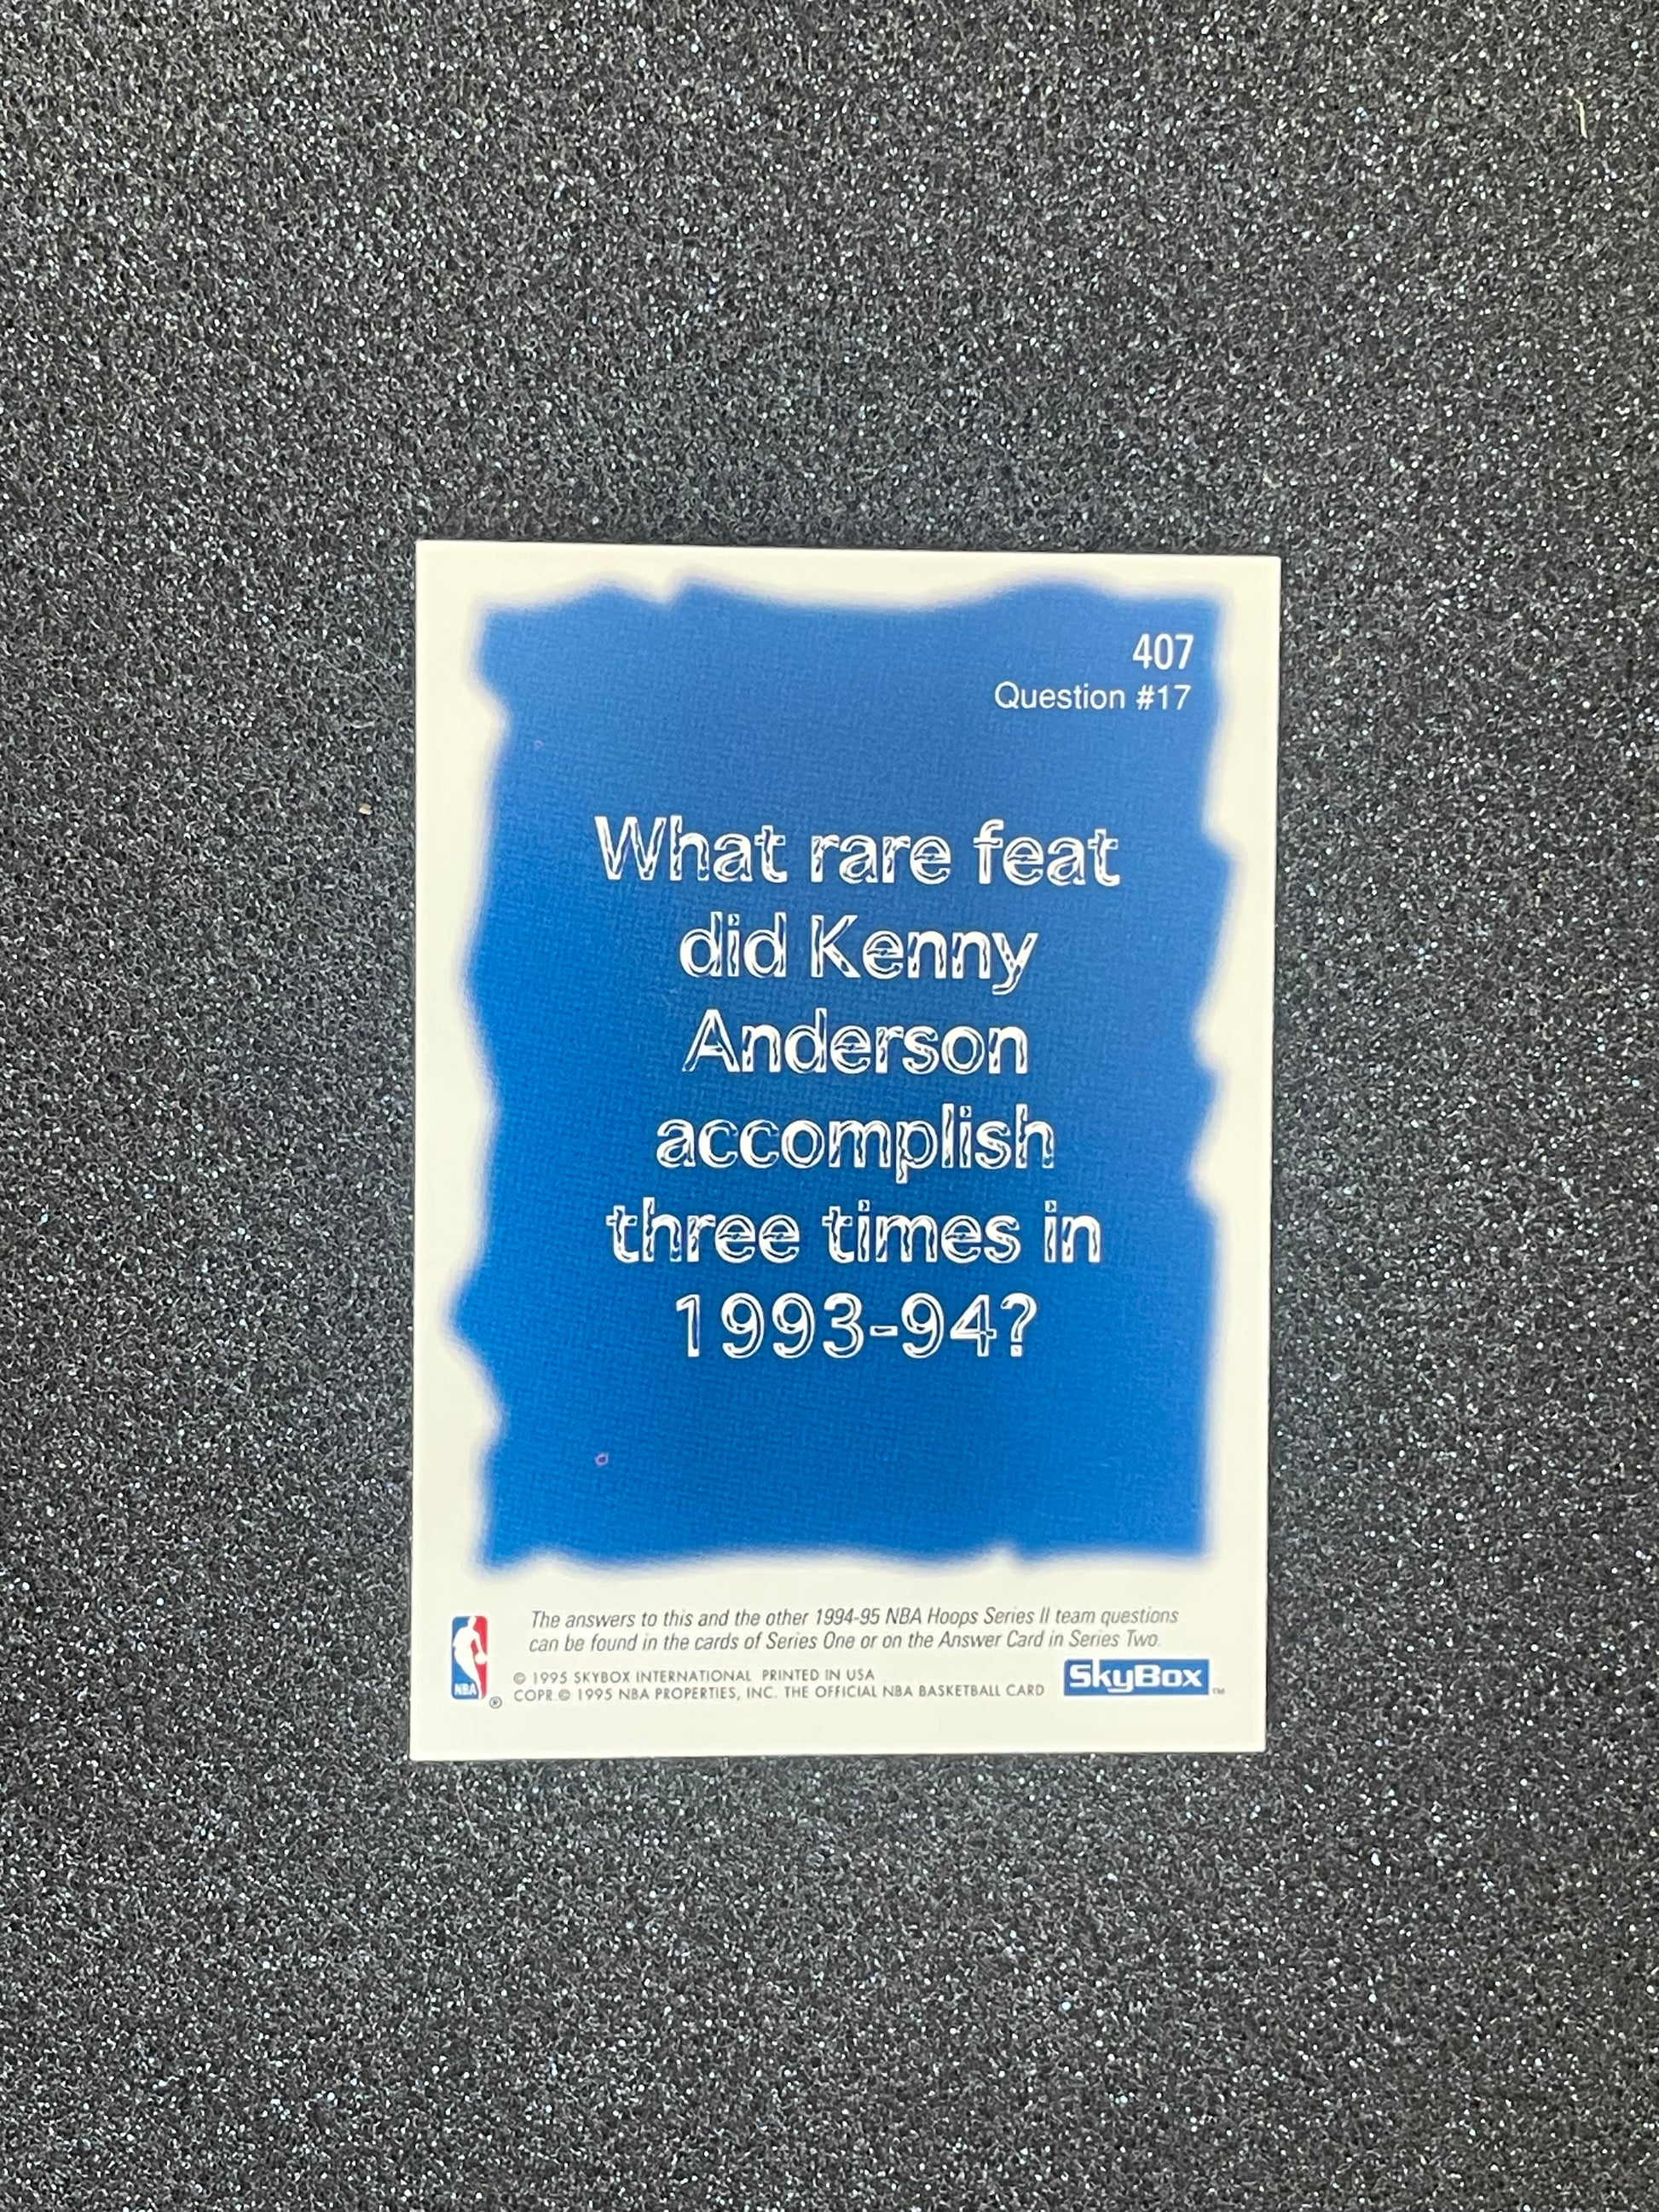 407
Question #17
What rare feat
did Kenny
Anderson
accomplish
three times in
1993-94?
The answers to this and the other 1994-95 NBA Hoops Series II team questions
can be found in the cards of Series One or on the Answer Card in Series Two.
© 1995 SKYBOX INTERNATIONAL PRINTED IN USA
COPR.© 1995 NBA PROPERTIES, INC. THE OFFICIAL NBA BASKETBALL CARD
NBA ®
SkyBox ™